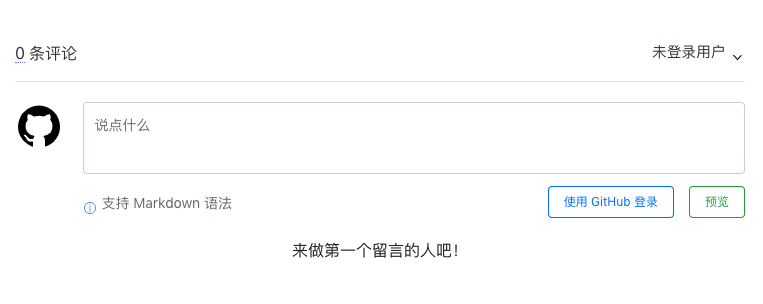 0 条评论
未登录用户
说点什么
支持 Markdown 语法
使用 GitHub 登录
预览
来做第一个留言的人吧！